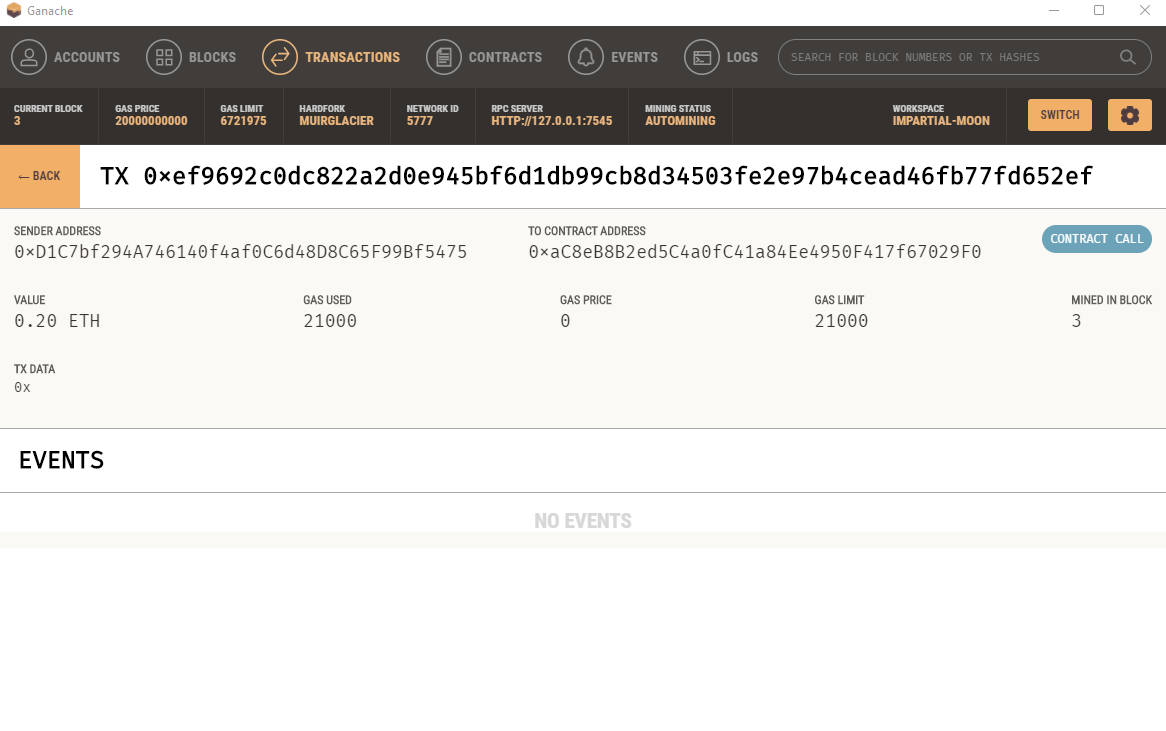 Ganache
ACCOUNTS BLOCKS TRANSACTIONS CONTRACTS EVENTS LOGS SEARCH FOR BLOCK NUMBERS OR TX HASHES
CURRENT BLOCK GAS PRICE GAS LIMIT HARDFORK NETWORK ID RPC SERVER MINING STATUS WORKSPACE
3 20000000000 6721975 MUIRGLACIER 5777 HTTP://127.0.0.1:7545 AUTOMINING IMPARTIAL-MOON SWITCH
← BACK TX 0×ef9692c0dc822a2d0e945bf6d1db99cb8d34503fe2e97b4cead46fb77fd652ef
SENDER ADDRESS TO CONTRACT ADDRESS
0×D1C7bf294A746140f4af0C6d48D8C65F99Bf5475 0×aC8eB8B2ed5C4a0fC41a84Ee4950F417f67029F0 CONTRACT CALL
VALUE GAS USED GAS PRICE GAS LIMIT MINED IN BLOCK
0.20 ETH 21000 0 21000 3
TX DATA
0x
EVENTS
NO EVENTS